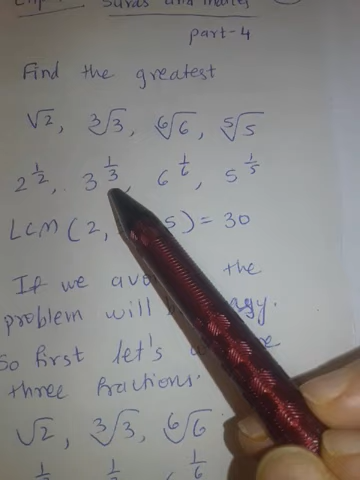 Surds and Indices
part-4
Find the greatest
√2, ∛3, ⁶√6, ⁵√5
2^(1/2), 3^(1/3), 6^(1/6), 5^(1/5)
LCM (2, 5) = 30
If we the
problem will
So first let's
three fractions.
√2, ∛3, ⁶√6